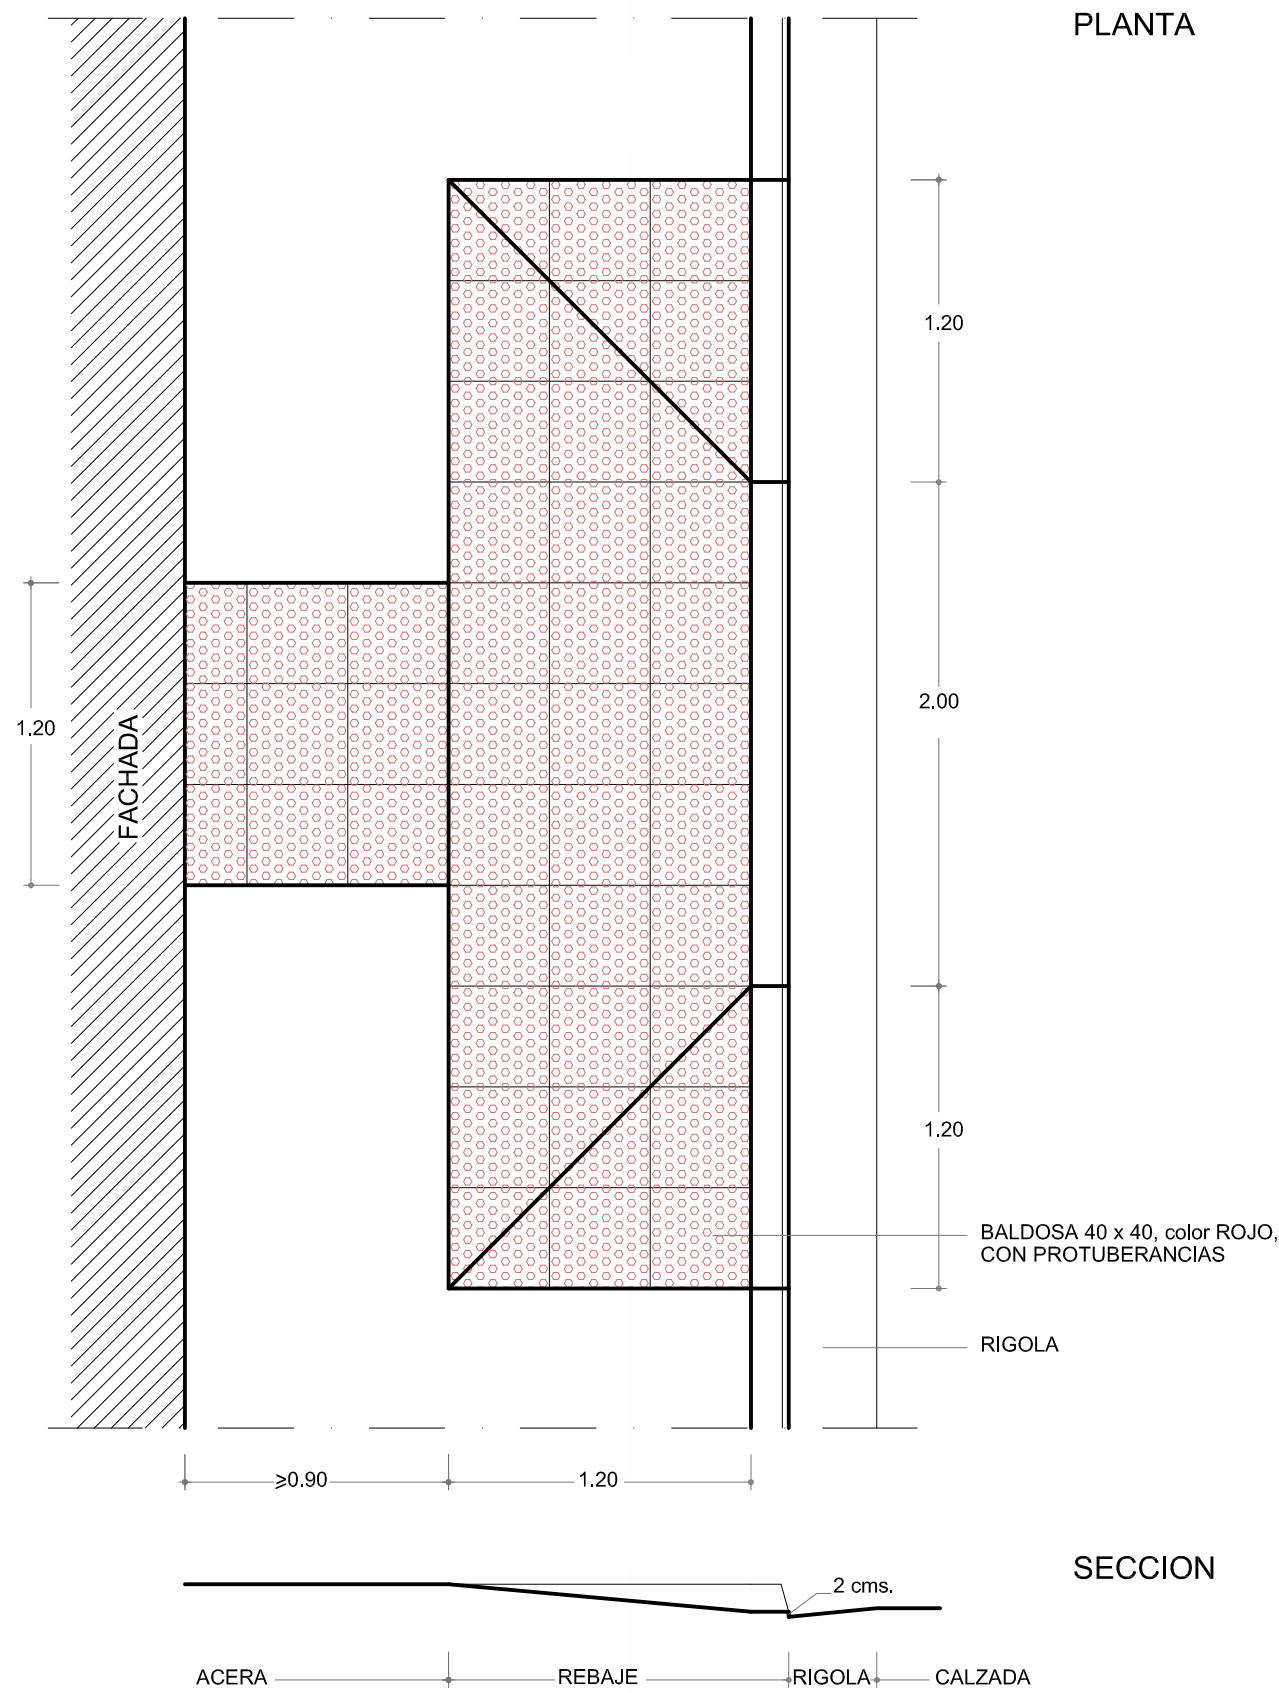 PLANTA
1.20
1.20
FACHADA
2.00
1.20
BALDOSA 40 x 40, color ROJO,
CON PROTUBERANCIAS
RIGOLA
≥0.90
1.20
SECCION
2 cms.
ACERA
REBAJE
RIGOLA
CALZADA